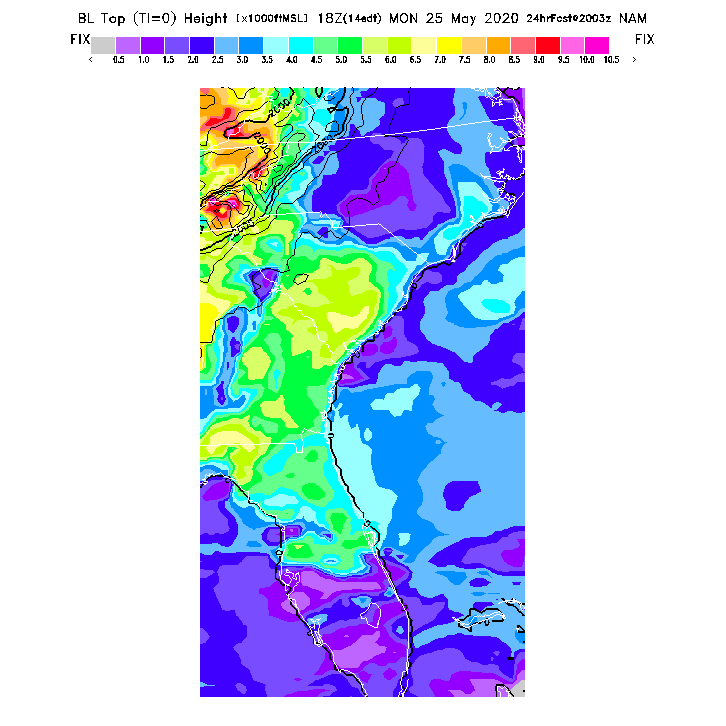 BL Top (TI=0) Height [x1000ftMSL] 18Z(14edt) MON 25 May 2020 24hrFcst@2003z NAM
FIX FIX
< 0.5 1.0 1.5 2.0 2.5 3.0 3.5 4.0 4.5 5.0 5.5 6.0 6.5 7.0 7.5 8.0 8.5 9.0 9.5 10.0 10.5 >
2000
2000
2000